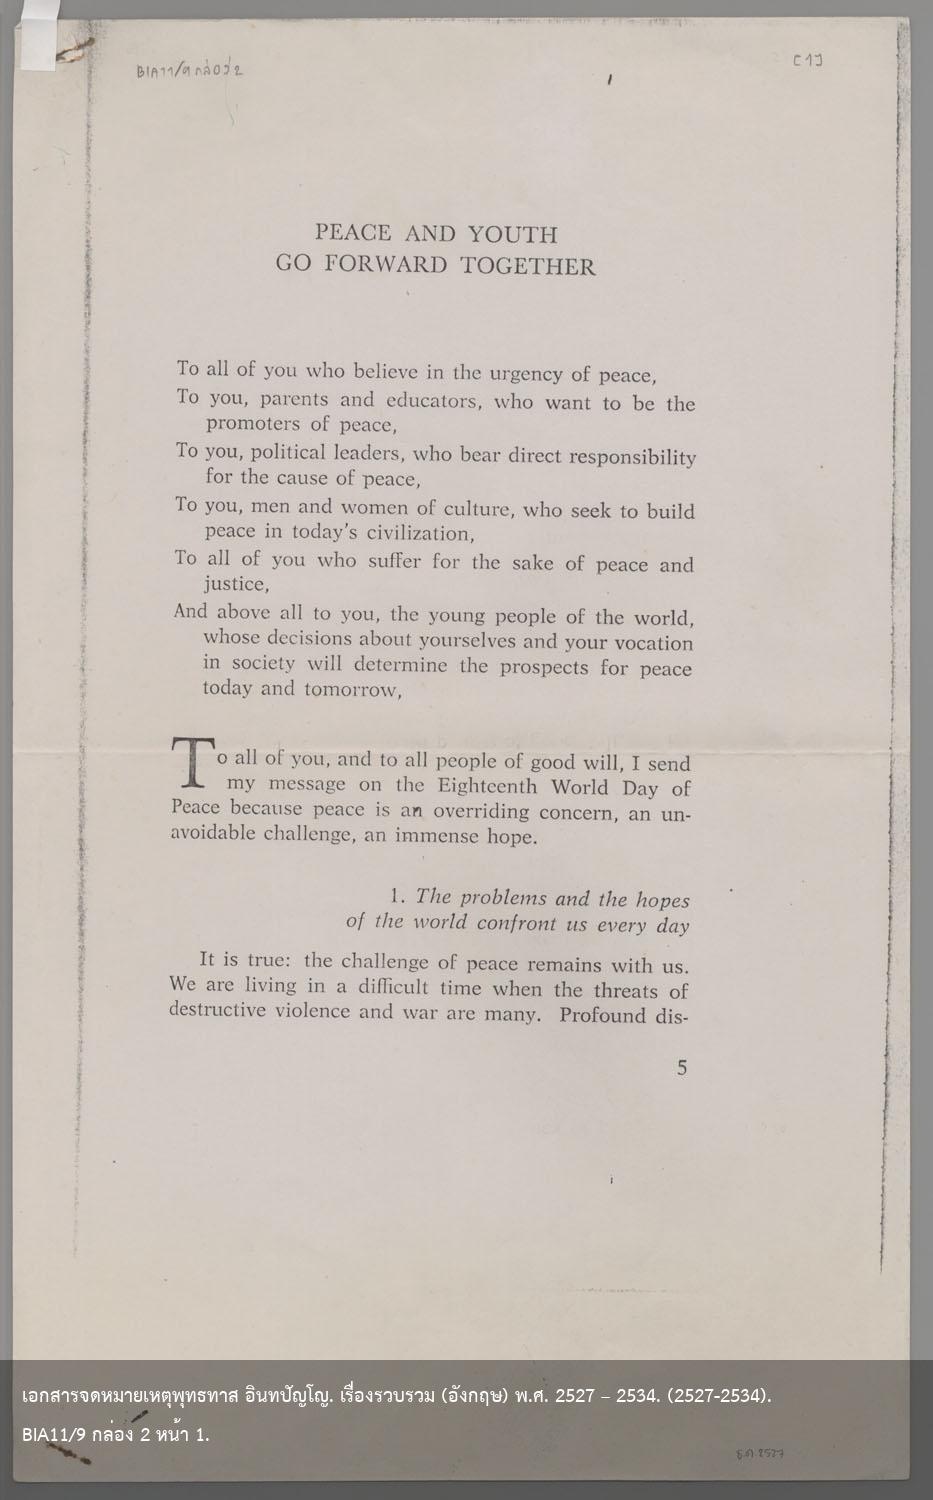 BIA11/9 กล่อง 2
PEACE AND YOUTH
GO FORWARD TOGETHER
To all of you who believe in the urgency of peace,
To you, parents and educators, who want to be the
promoters of peace,
To you, political leaders, who bear direct responsibility
for the cause of peace,
To you, men and women of culture, who seek to build
peace in today's civilization,
To all of you who suffer for the sake of peace and
justice,
And above all to you, the young people of the world,
whose decisions about yourselves and your vocation
in society will determine the prospects for peace
today and tomorrow,
To all of you, and to all people of good will, I send
my message on the Eighteenth World Day of
Peace because peace is an overriding concern, an un-
avoidable challenge, an immense hope.
1. The problems and the hopes
of the world confront us every day
It is true: the challenge of peace remains with us.
We are living in a difficult time when the threats of
destructive violence and war are many. Profound dis-
5
เอกสารจดหมายเหตุพุทธทาส อินทปัญโญ. เรื่องรวบรวม (อังกฤษ) พ.ศ. 2527 – 2534. (2527-2534).
BIA11/9 กล่อง 2 หน้า 1.
ธ.ค. 2527